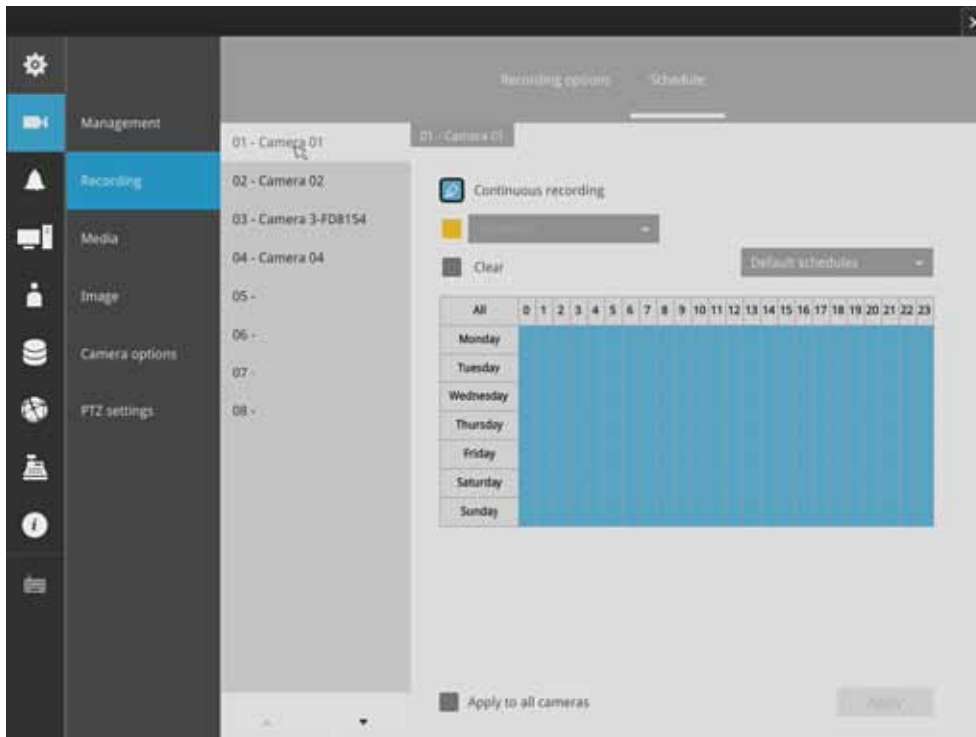 Recording options
Schedule
Management
Recording
Media
Image
Camera options
PTZ settings
01 - Camera 01
02 - Camera 02
03 - Camera 3-FD8154
04 - Camera 04
05 -
06 -
07 -
08 -
01 - Camera 01
Continuous recording
Clear
Default schedules
All 0 1 2 3 4 5 6 7 8 9 10 11 12 13 14 15 16 17 18 19 20 21 22 23
Monday
Tuesday
Wednesday
Thursday
Friday
Saturday
Sunday
Apply to all cameras
Apply